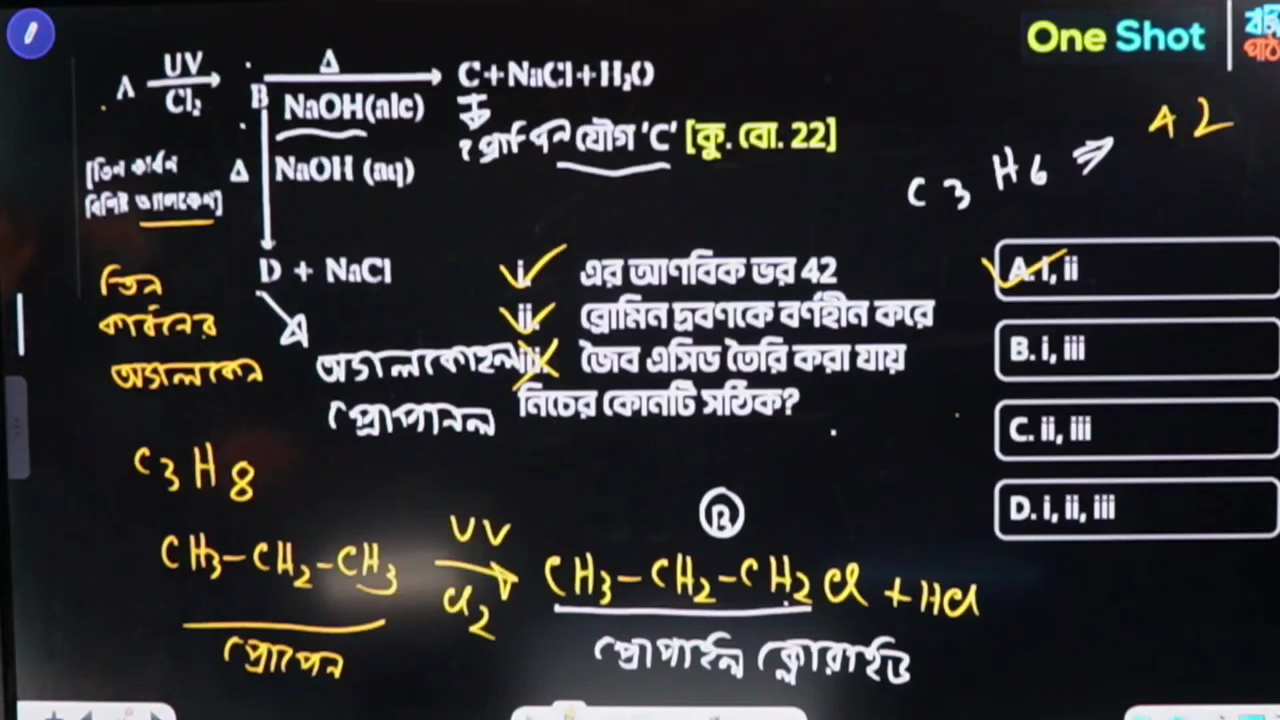 One Shot
A UV Cl₂ → B Δ NaOH(alc) → C+NaCl+H₂O
যৌগ 'C' [কু. বো. 22]
[তিন কার্বন
বিশিষ্ট অ্যালকেন]
Δ NaOH (aq)
D + NaCl
C3H6 ⇒ 42
i. এর আণবিক ভর 42
ii. ব্রোমিন দ্রবণকে বর্ণহীন করে
iii. জৈব এসিড তৈরি করা যায়
নিচের কোনটি সঠিক?
A. i, ii
B. i, iii
C. ii, iii
D. i, ii, iii
তিন
কার্বনের
অ্যালকেন
অ্যালকোহল
প্রোপানল
C3H8
B
CH3-CH2-CH3 UV Cl2 → CH3-CH2-CH2Cl + HCl
প্রোপেন
প্রোপাইল ক্লোরাইড